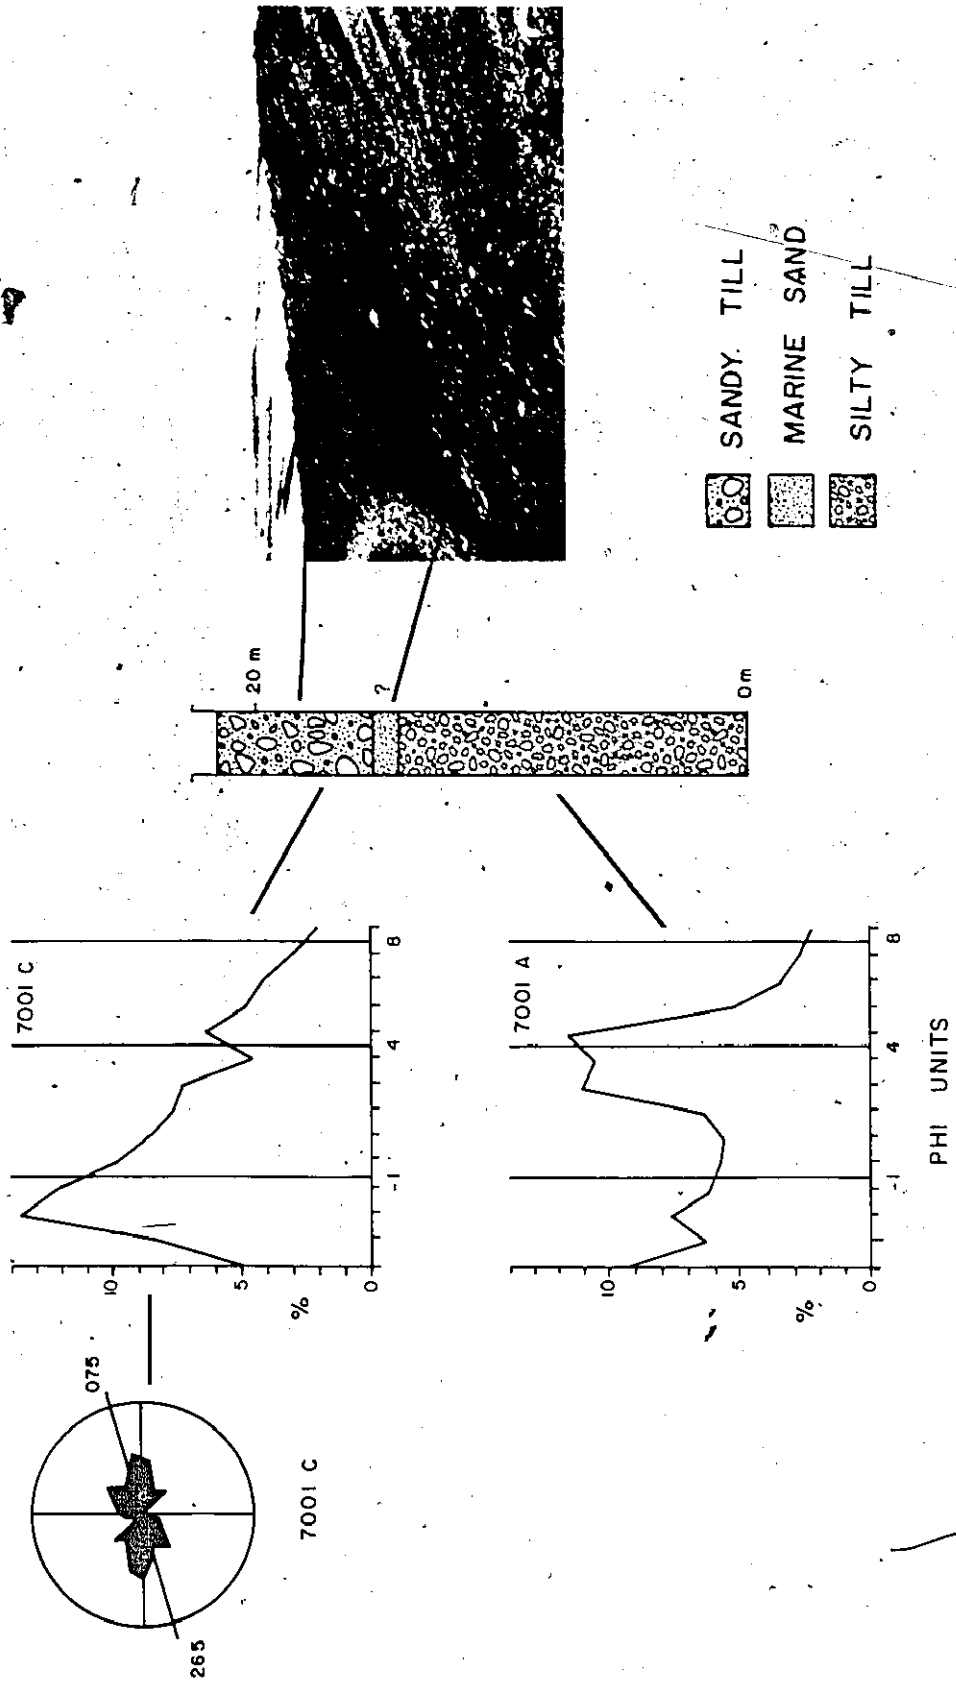 075
265
7001 C
7001 C
10
5
0
%
-1
4
8
7001 A
10
5
0
%
-1
4
8
PHI UNITS
20 m
?
0 m
SANDY TILL
MARINE SAND
SILTY TILL